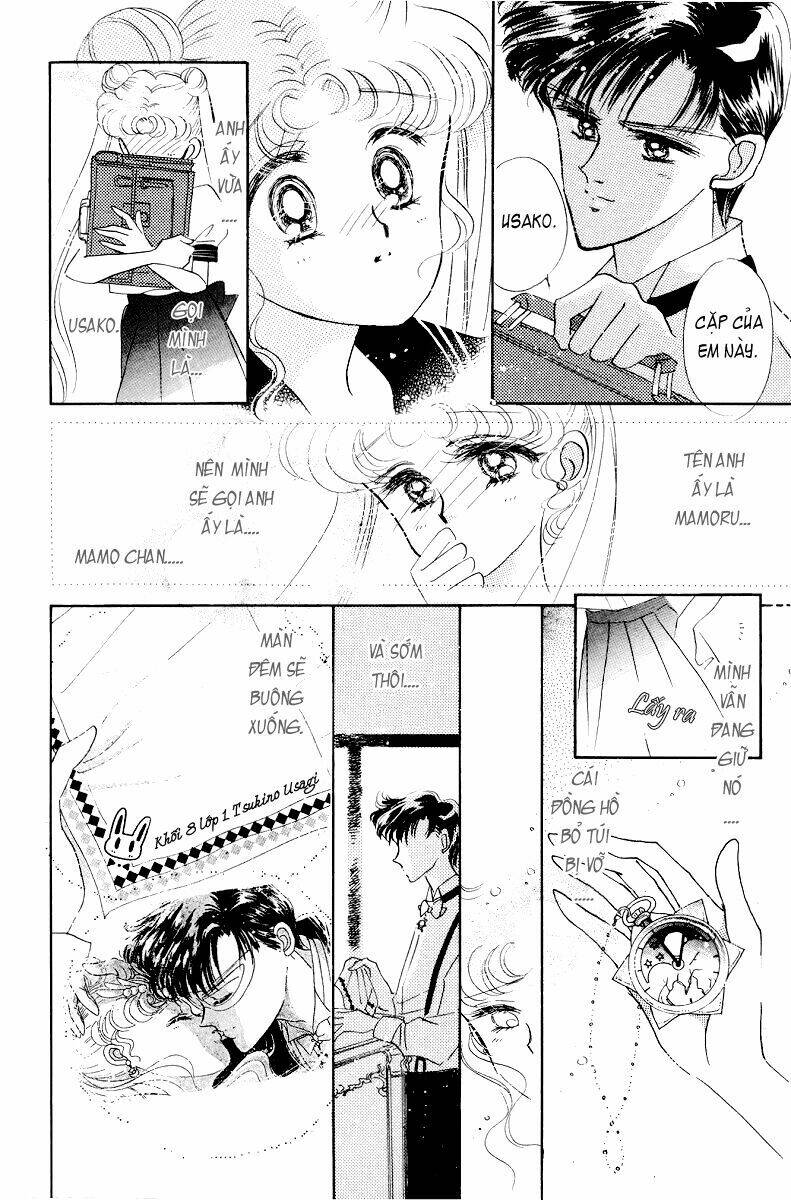 USAKO.
CẶP CỦA
EM NÀY.
ANH
ẤY
VỪA
....
GỌI
MÌNH
LÀ...
USAKO.
TÊN ANH
ẤY LÀ
MAMORU...
NÊN MÌNH
SẼ GỌI ANH
ẤY LÀ....
MAMO CHAN.....
Lấy ra
MÌNH
VẪN
ĐANG
GIỮ
NÓ
....
CÁI
ĐỒNG HỒ
BỎ TÚI
BỊ-VỠ
......
VÀ SỚM
THÔI....
MÀN
ĐÊM SẼ
BUÔNG
XUỐNG.
Khối 8 lớp 1 Tsukino Usagi